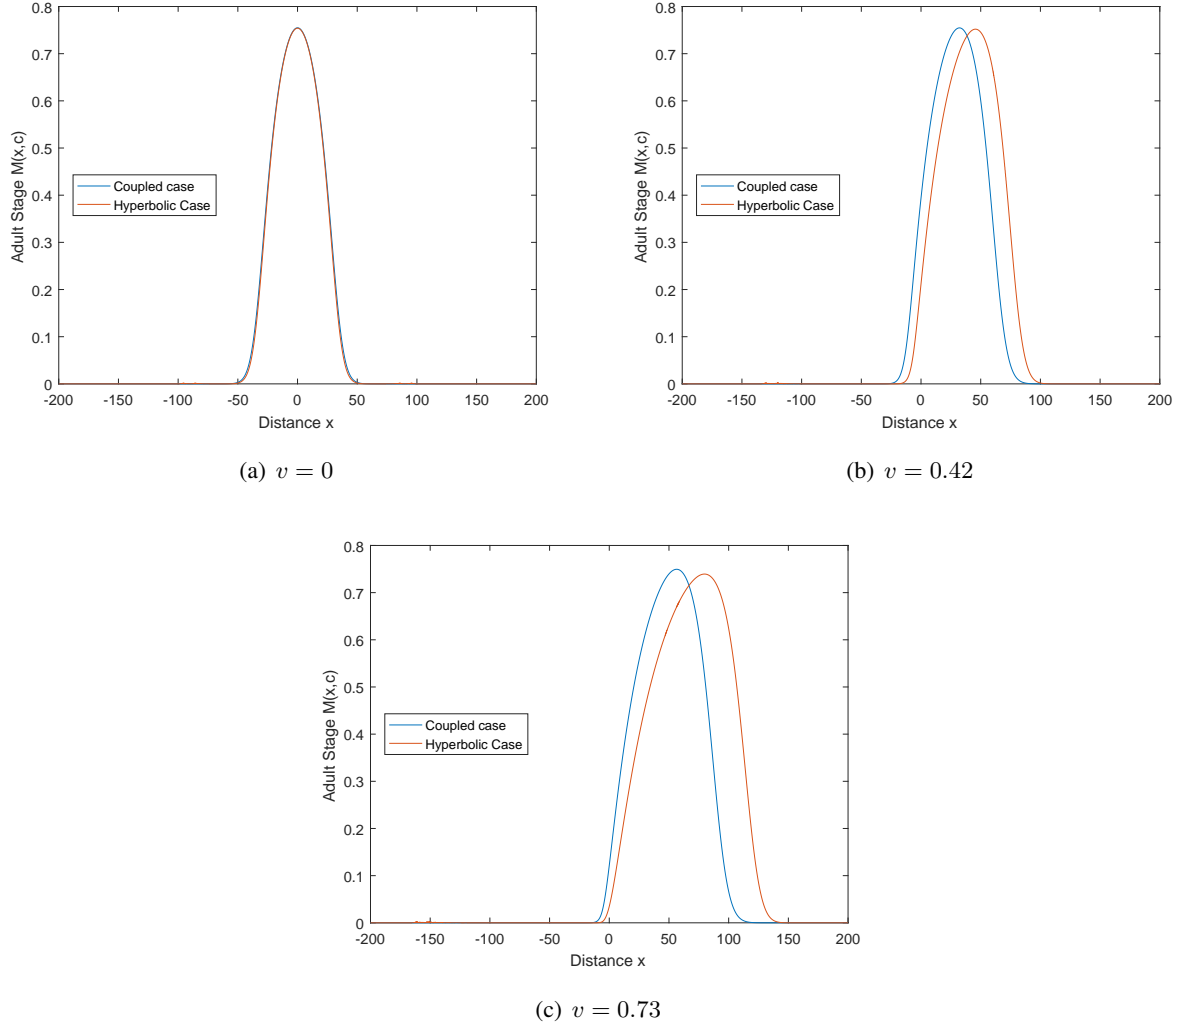 0.8
0.7
0.6
0.5
0.4
0.3
0.2
0.1
0
Adult Stage M(x,c)
Coupled case
Hyperbolic Case
-200 -150 -100 -50 0 50 100 150 200
Distance x
(a) v = 0
0.8
0.7
0.6
0.5
0.4
0.3
0.2
0.1
0
Adult Stage M(x,c)
Coupled case
Hyperbolic Case
-200 -150 -100 -50 0 50 100 150 200
Distance x
(b) v = 0.42
0.8
0.7
0.6
0.5
0.4
0.3
0.2
0.1
0
Adult Stage M(x,c)
Coupled case
Hyperbolic Case
-200 -150 -100 -50 0 50 100 150 200
Distance x
(c) v = 0.73